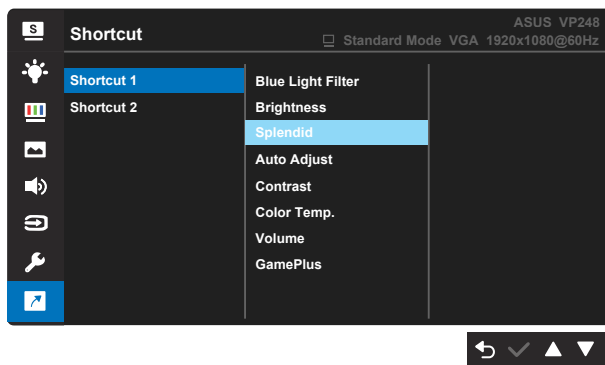 S
Shortcut
ASUS VP248
Standard Mode VGA 1920x1080@60Hz
Shortcut 1
Shortcut 2
Blue Light Filter
Brightness
Splendid
Auto Adjust
Contrast
Color Temp.
Volume
GamePlus